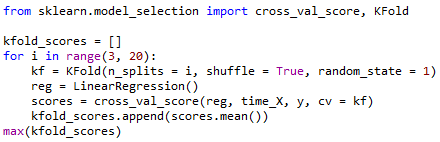 from sklearn.model_selection import cross_val_score, KFold

kfold_scores = []
for i in range(3, 20):
    kf = KFold(n_splits = i, shuffle = True, random_state = 1)
    reg = LinearRegression()
    scores = cross_val_score(reg, time_X, y, cv = kf)
    kfold_scores.append(scores.mean())
max(kfold_scores)